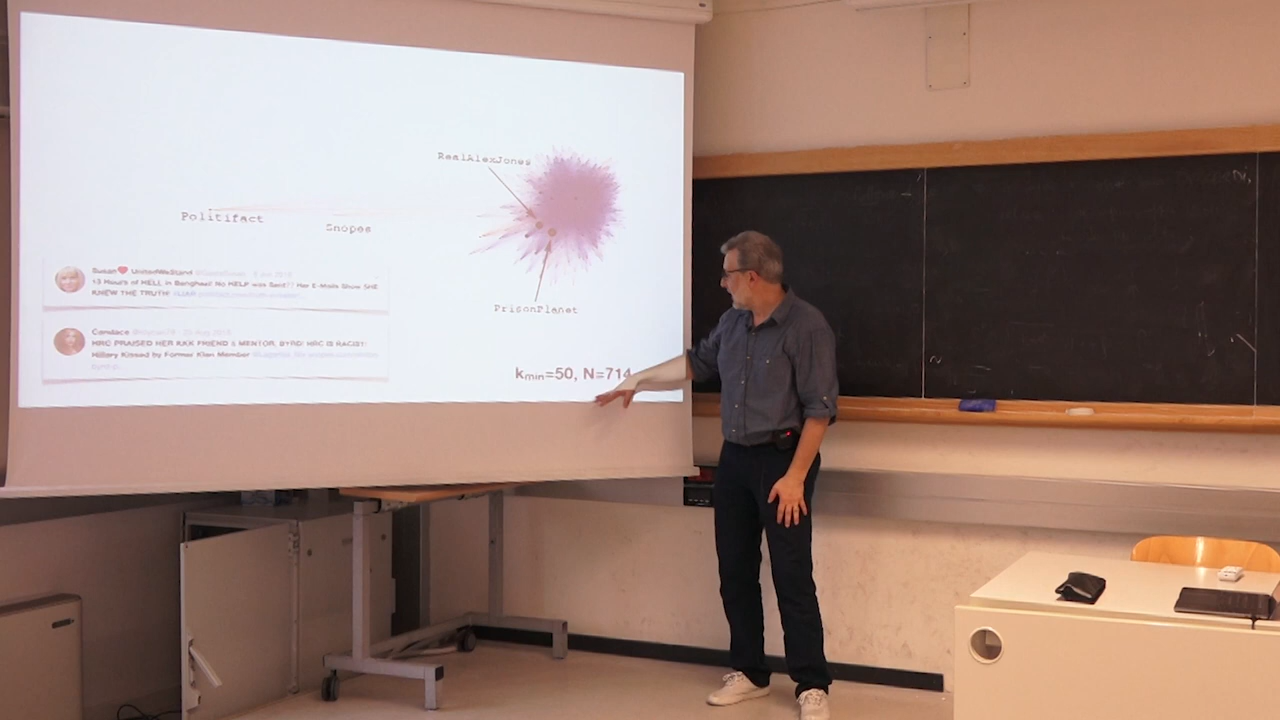 RealAlexJones
Politifact
Snopes
PrisonPlanet
Susan❤ UnitedWeStand
13 Hours of HELL in Benghazi! No HELP was Sent?? Her E-Mails Show SHE
KNEW THE TRUTH!
Candace
HRC PRAISED HER KKK FRIEND & MENTOR, BYRD! HRC IS RACIST!
Hillary Kissed by Former Klan Member
kmin=50, N=714